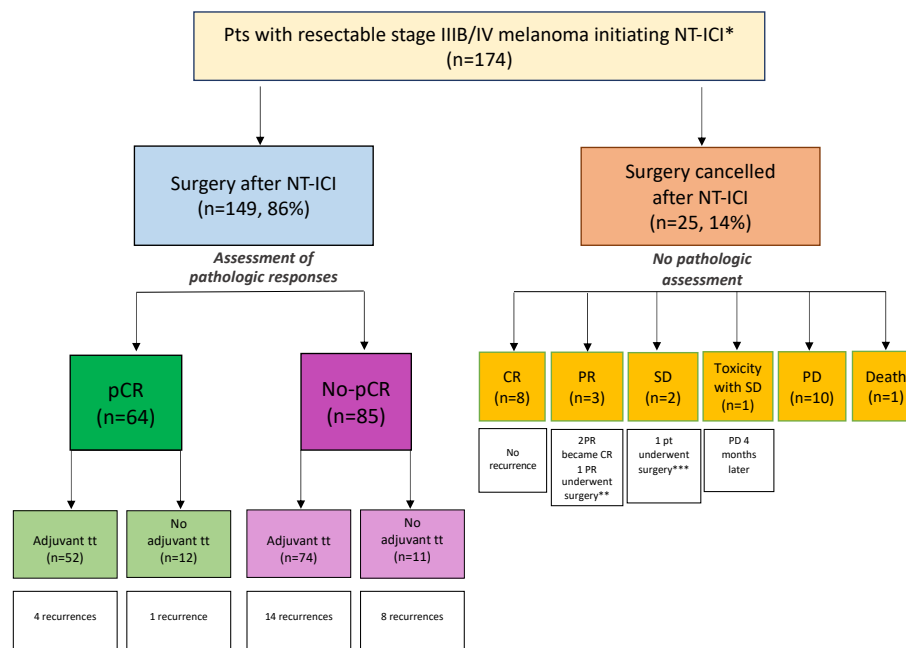 Pts with resectable stage IIIB/IV melanoma initiating NT-ICI*
(n=174)
Surgery after NT-ICI
(n=149, 86%)
Surgery cancelled
after NT-ICI
(n=25, 14%)
Assessment of
pathologic responses
No pathologic
assessment
pCR
(n=64)
No-pCR
(n=85)
CR
(n=8)
PR
(n=3)
SD
(n=2)
Toxicity
with SD
(n=1)
PD
(n=10)
Death
(n=1)
No
recurrence
2PR
became CR
1 PR
underwent
surgery**
1 pt
underwent
surgery***
PD 4
months
later
Adjuvant tt
(n=52)
No
adjuvant tt
(n=12)
Adjuvant tt
(n=74)
No
adjuvant tt
(n=11)
4 recurrences
1 recurrence
14 recurrences
8 recurrences